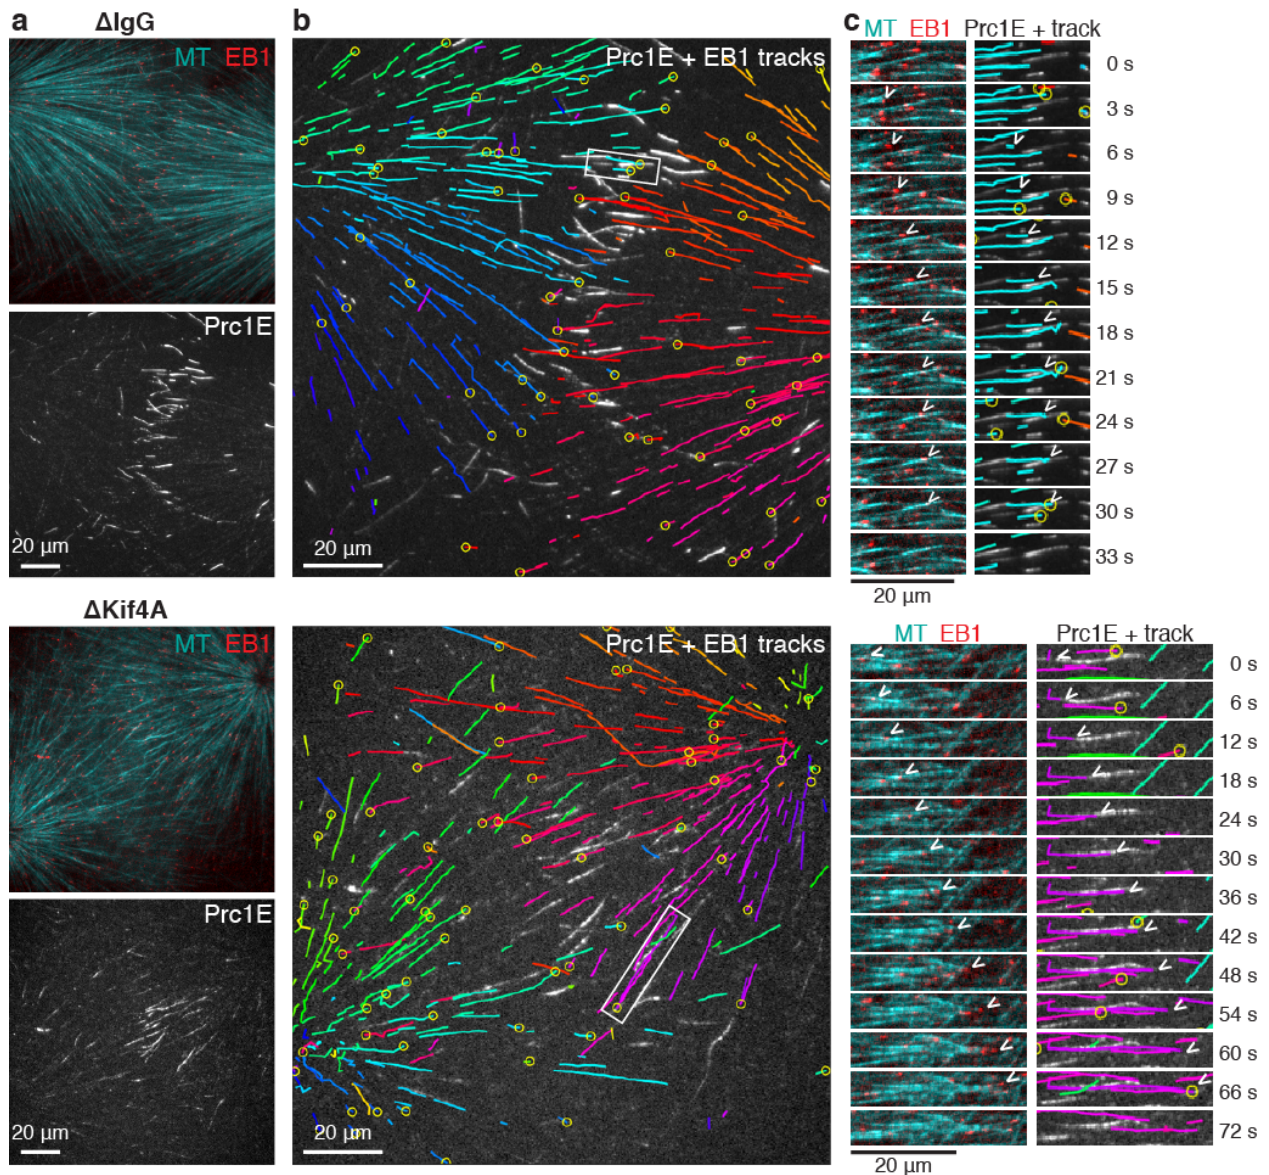 a ΔIgG
MT EB1
Prc1E
20 µm
b
Prc1E + EB1 tracks
20 µm
c MT EB1 Prc1E + track
0 s
3 s
6 s
9 s
12 s
15 s
18 s
21 s
24 s
27 s
30 s
33 s
20 µm
ΔKif4A
MT EB1
Prc1E
20 µm
Prc1E + EB1 tracks
20 µm
MT EB1 Prc1E + track
0 s
6 s
12 s
18 s
24 s
30 s
36 s
42 s
48 s
54 s
60 s
66 s
72 s
20 µm